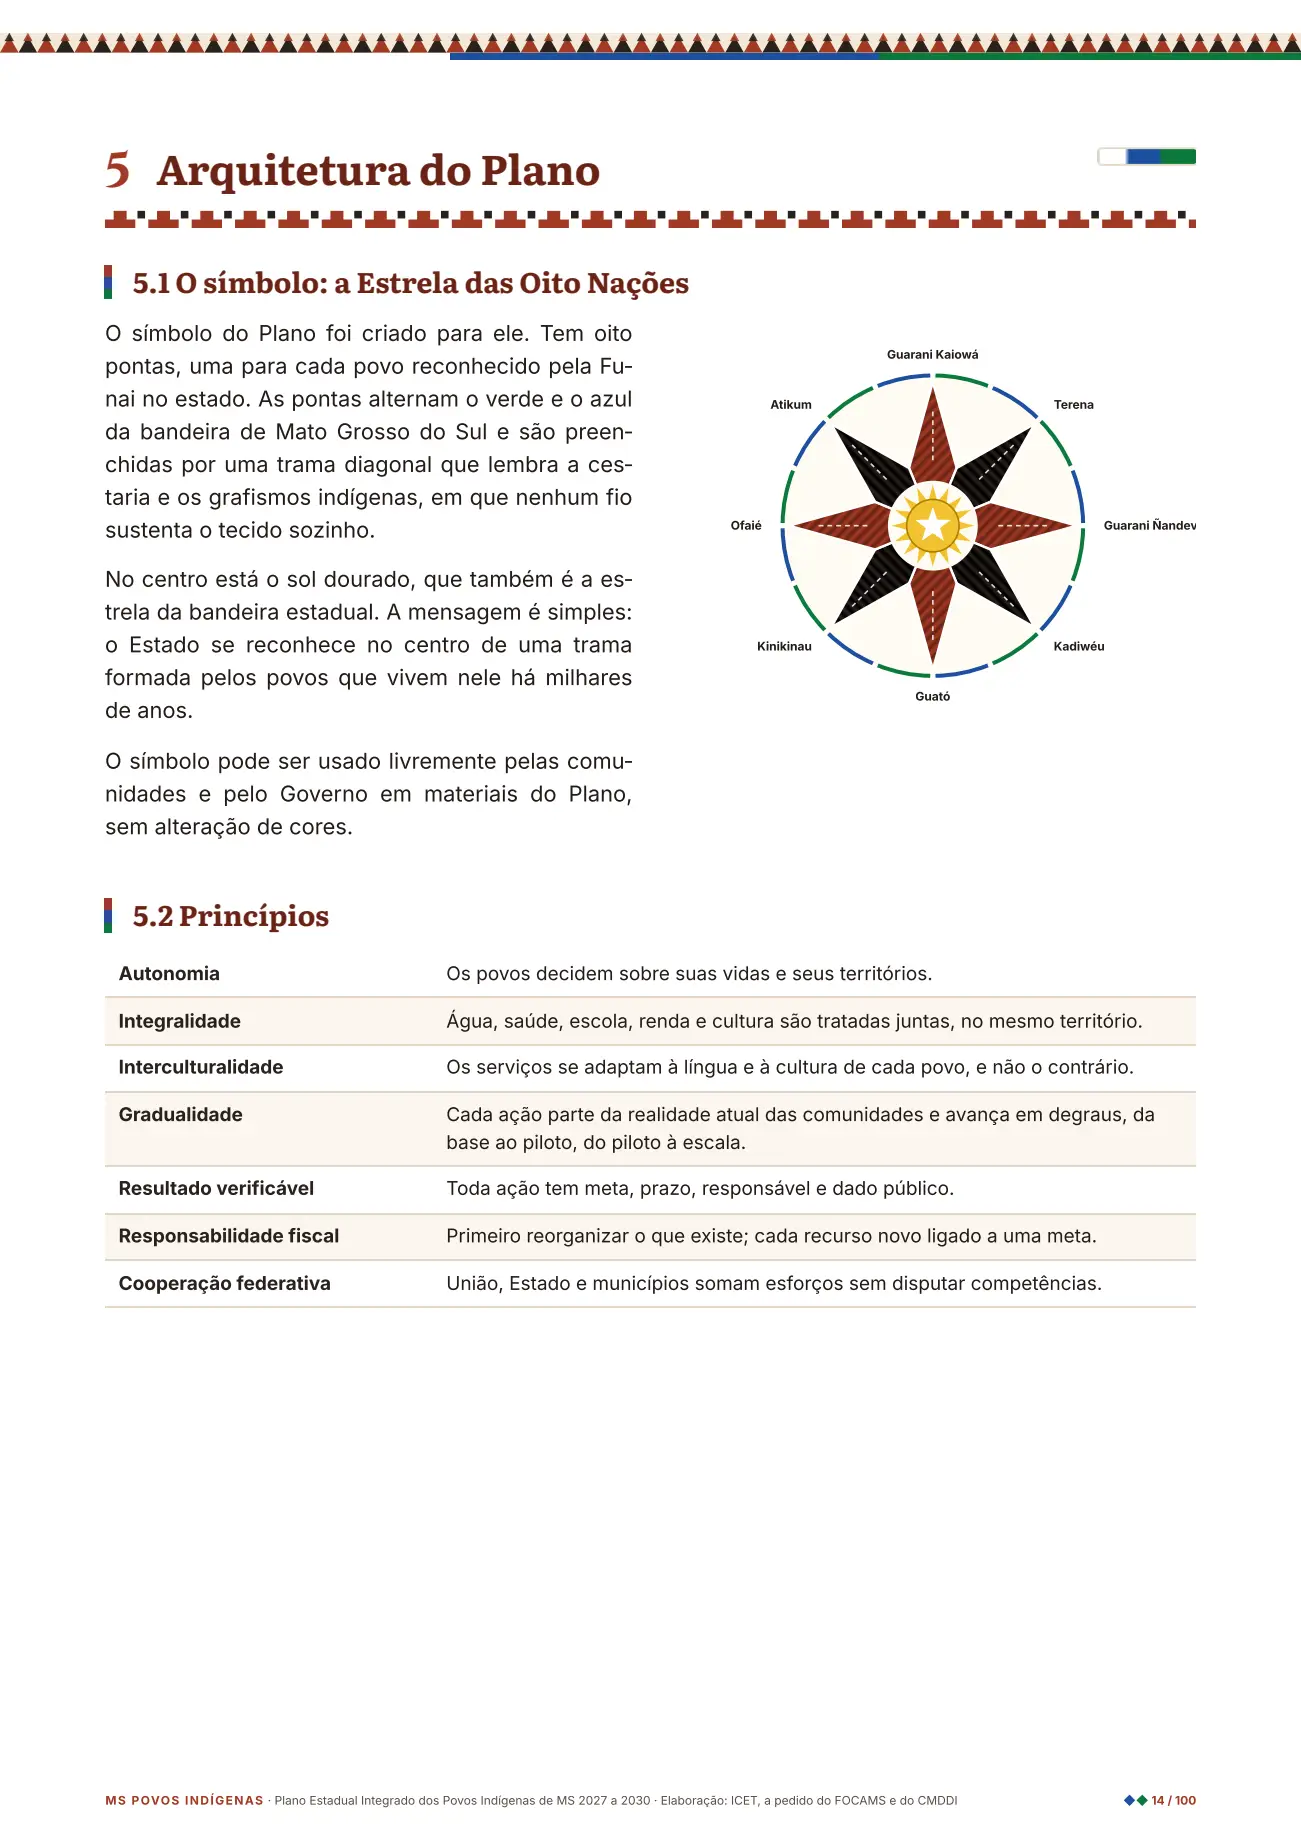 5 Arquitetura do Plano
5.1 O símbolo: a Estrela das Oito Nações
O símbolo do Plano foi criado para ele. Tem oito
pontas, uma para cada povo reconhecido pela Fu-
nai no estado. As pontas alternam o verde e o azul
da bandeira de Mato Grosso do Sul e são preen-
chidas por uma trama diagonal que lembra a ces-
taria e os grafismos indígenas, em que nenhum fio
sustenta o tecido sozinho.
No centro está o sol dourado, que também é a es-
trela da bandeira estadual. A mensagem é simples:
o Estado se reconhece no centro de uma trama
formada pelos povos que vivem nele há milhares
de anos.
O símbolo pode ser usado livremente pelas comu-
nidades e pelo Governo em materiais do Plano,
sem alteração de cores.
Guarani Kaiowá
Atikum
Terena
Ofaié
Guarani Ñandev
Kinikinau
Kadiwéu
Guató
5.2 Princípios
Autonomia Os povos decidem sobre suas vidas e seus territórios.
Integralidade Água, saúde, escola, renda e cultura são tratadas juntas, no mesmo território.
Interculturalidade Os serviços se adaptam à língua e à cultura de cada povo, e não o contrário.
Gradualidade Cada ação parte da realidade atual das comunidades e avança em degraus, da
base ao piloto, do piloto à escala.
Resultado verificável Toda ação tem meta, prazo, responsável e dado público.
Responsabilidade fiscal Primeiro reorganizar o que existe; cada recurso novo ligado a uma meta.
Cooperação federativa União, Estado e municípios somam esforços sem disputar competências.
MS POVOS INDÍGENAS · Plano Estadual Integrado dos Povos Indígenas de MS 2027 a 2030 · Elaboração: ICET, a pedido do FOCAMS e do CMDDI
14 / 100